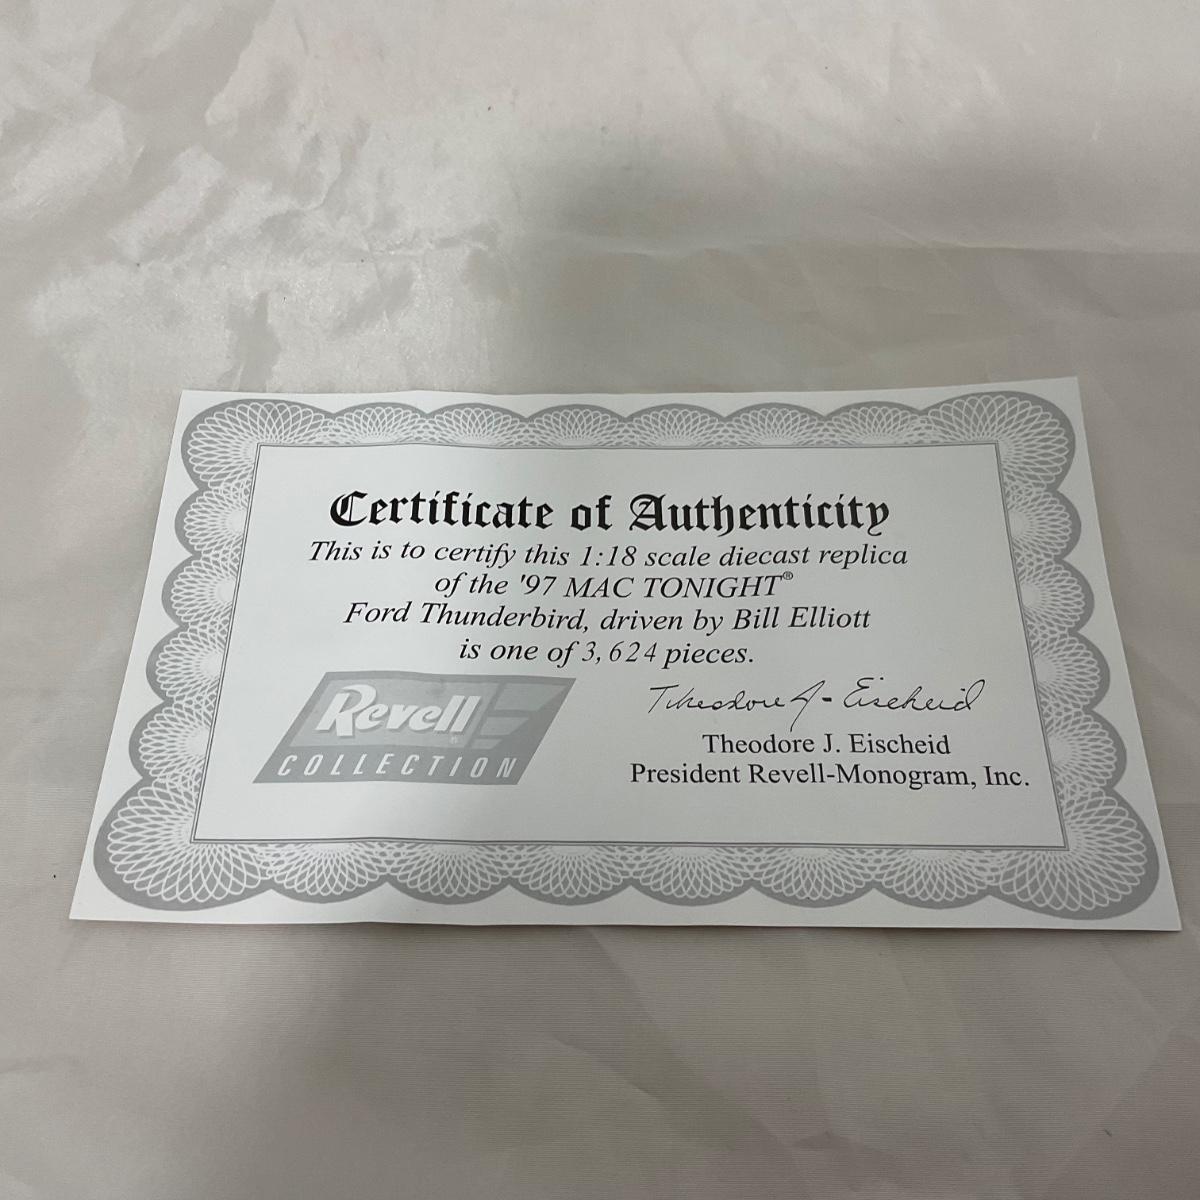 Certificate of Authenticity
This is to certify this 1:18 scale diecast replica
of the '97 MAC TONIGHT®
Ford Thunderbird, driven by Bill Elliott
is one of 3,624 pieces.
Revell®
COLLECTION
Theodore J. Eischeid
Theodore J. Eischeid
President Revell-Monogram, Inc.